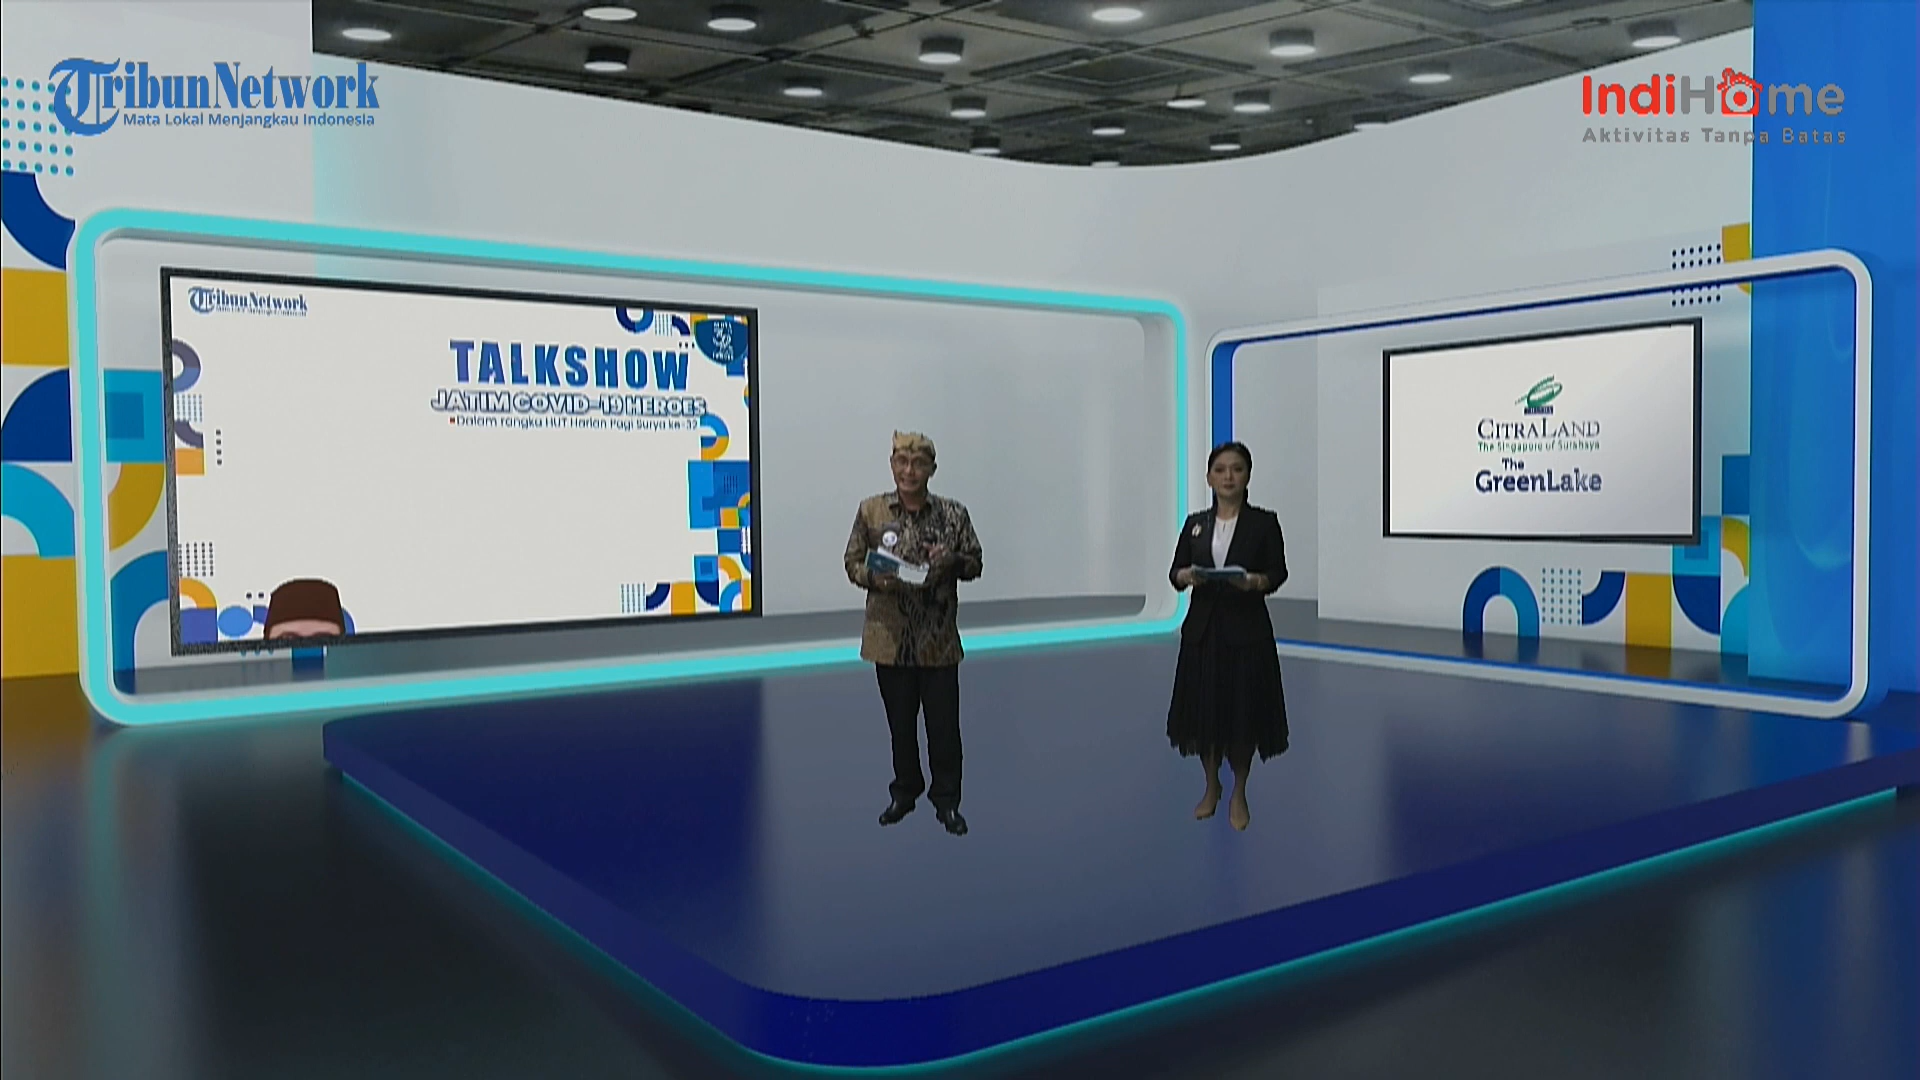 TribunNetwork
Mata Lokal Menjangkau Indonesia
IndiHome
Aktivitas Tanpa Batas
TribunNetwork
TALKSHOW
JATIM COVID-19 HEROES
Dalam rangka HUT Harian Pagi Surya ke-32
CITRALAND
The Singapore of Surabaya
The
GreenLake